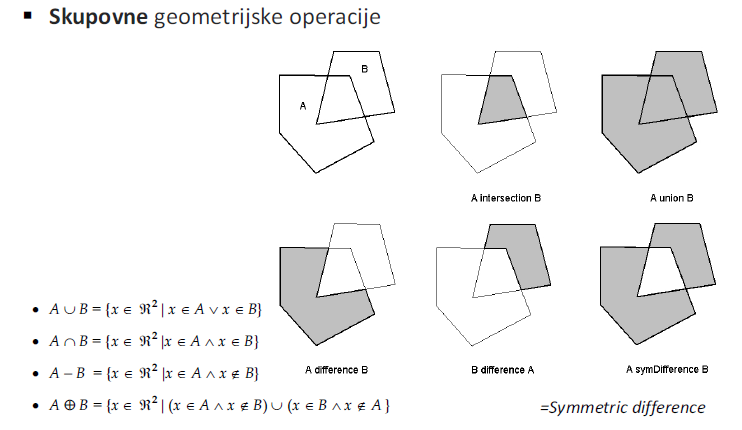 ▪ Skupovne geometrijske operacije
A
B
A intersection B
A union B
• A ∪ B = {x ∈ ℜ² | x ∈ A ∨ x ∈ B}
• A ∩ B = {x ∈ ℜ² |x ∈ A ∧ x ∈ B}
• A – B = {x ∈ ℜ² |x ∈ A ∧ x ∉ B}
• A ⊕ B = {x ∈ ℜ² | (x ∈ A ∧ x ∉ B) ∪ (x ∈ B ∧ x ∉ A }
A difference B
B difference A
A symDifference B
=Symmetric difference